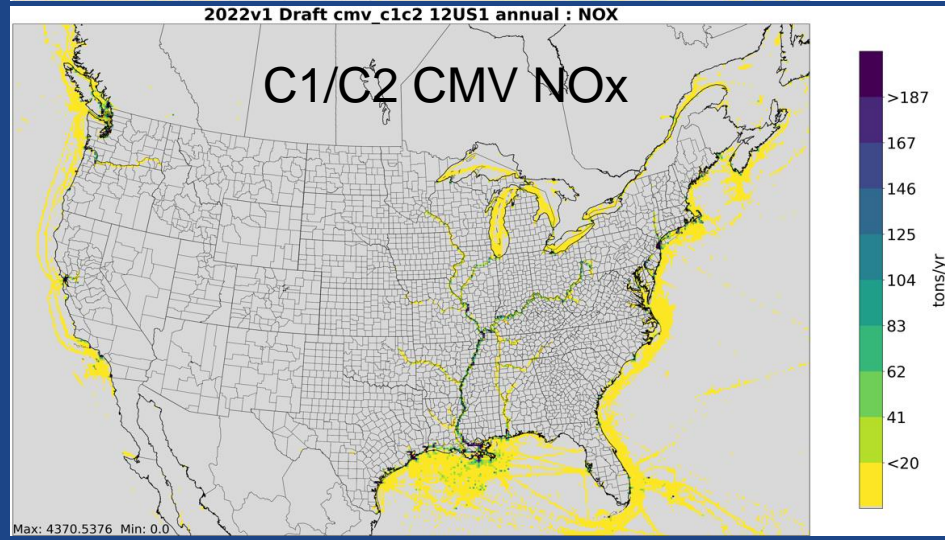 2022v1 Draft cmv_c1c2 12US1 annual : NOX
C1/C2 CMV NOx
>187
167
146
125
104
83
62
41
<20
tons/yr
Max: 4370.5376 Min: 0.0